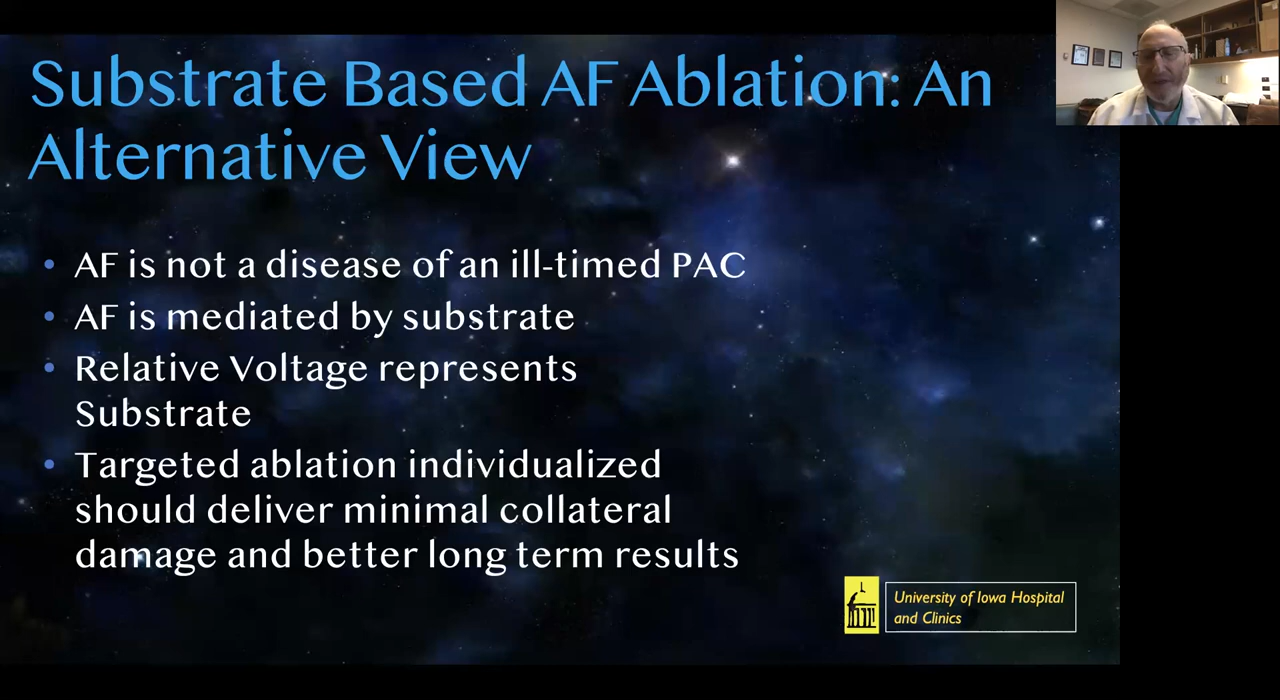 Substrate Based AF Ablation: An
Alternative View
• AF is not a disease of an ill-timed PAC
• AF is mediated by substrate
• Relative Voltage represents
Substrate
• Targeted ablation individualized
should deliver minimal collateral
damage and better long term results
University of Iowa Hospital
and Clinics